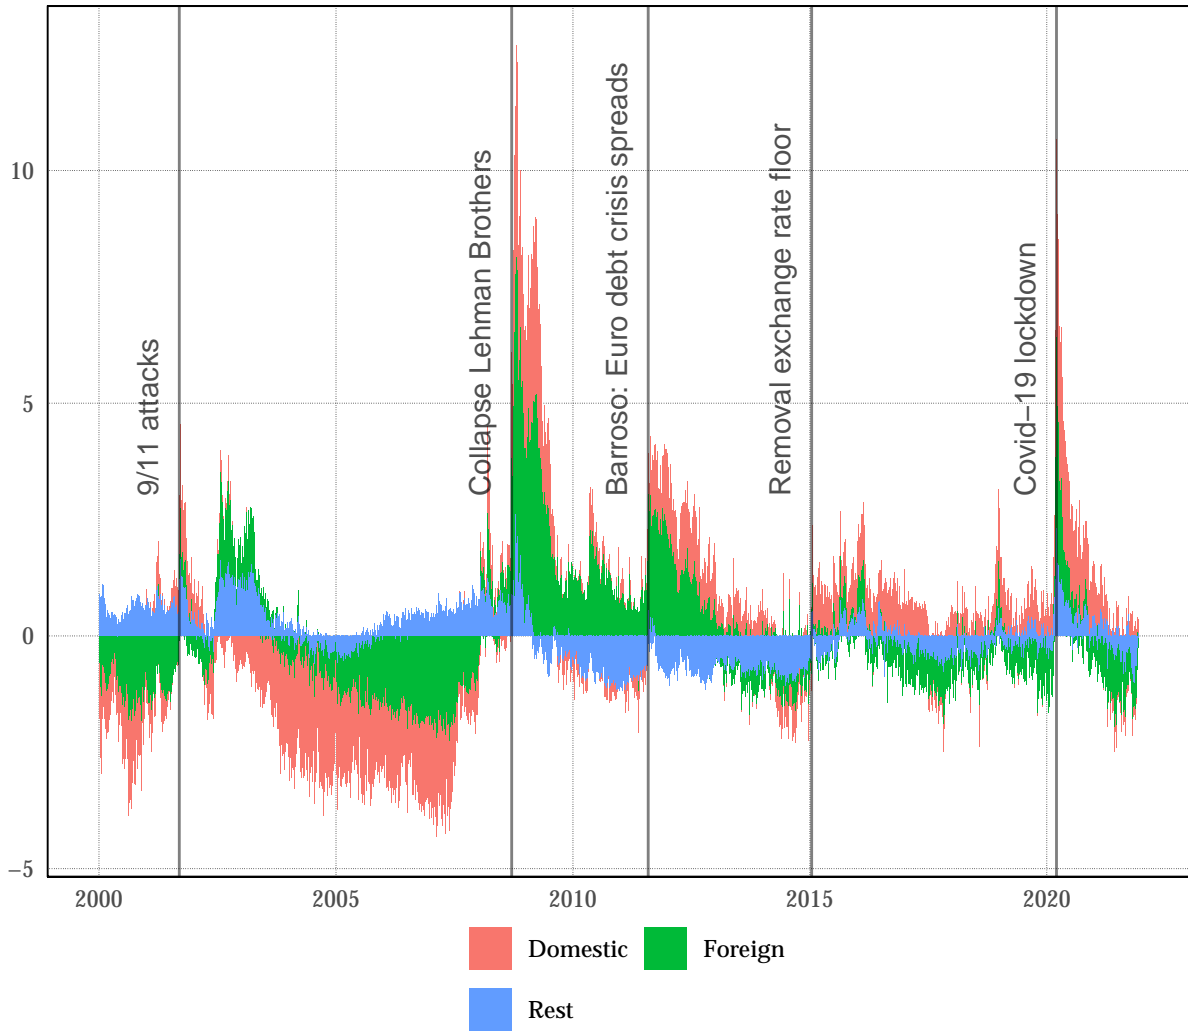 10
5
0
−5
9/11 attacks
Collapse Lehman Brothers
Barroso: Euro debt crisis spreads
Removal exchange rate floor
Covid−19 lockdown
2000 2005 2010 2015 2020
Domestic Foreign
Rest